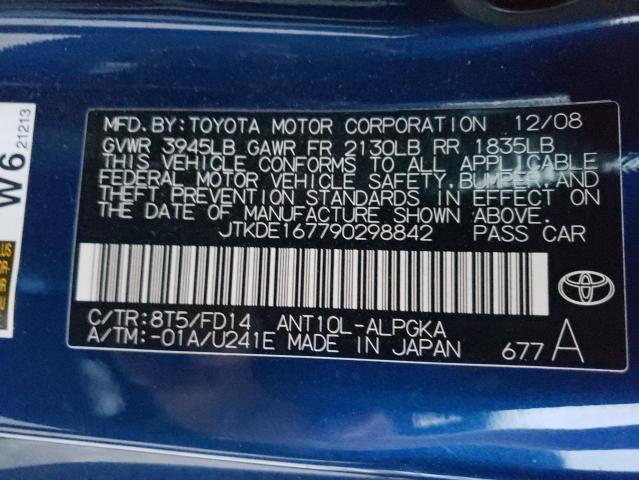 MFD.BY:TOYOTA MOTOR CORPORATION 12/08
GVWR 3945LB GAWR FR 2130LB RR 1835LB
THIS VEHICLE CONFORMS TO ALL APPLICABLE
FEDERAL MOTOR VEHICLE SAFETY,BUMPER,AND
THEFT PREVENTION STANDARDS IN EFFECT ON
THE DATE OF MANUFACTURE SHOWN ABOVE.
JTKDE167790298842 PASS CAR
C/TR:8T5/FD14 ANT10L-ALPGKA
A/TM:-01A/U241E MADE IN JAPAN 677 A
TOYOTA
W6
21213